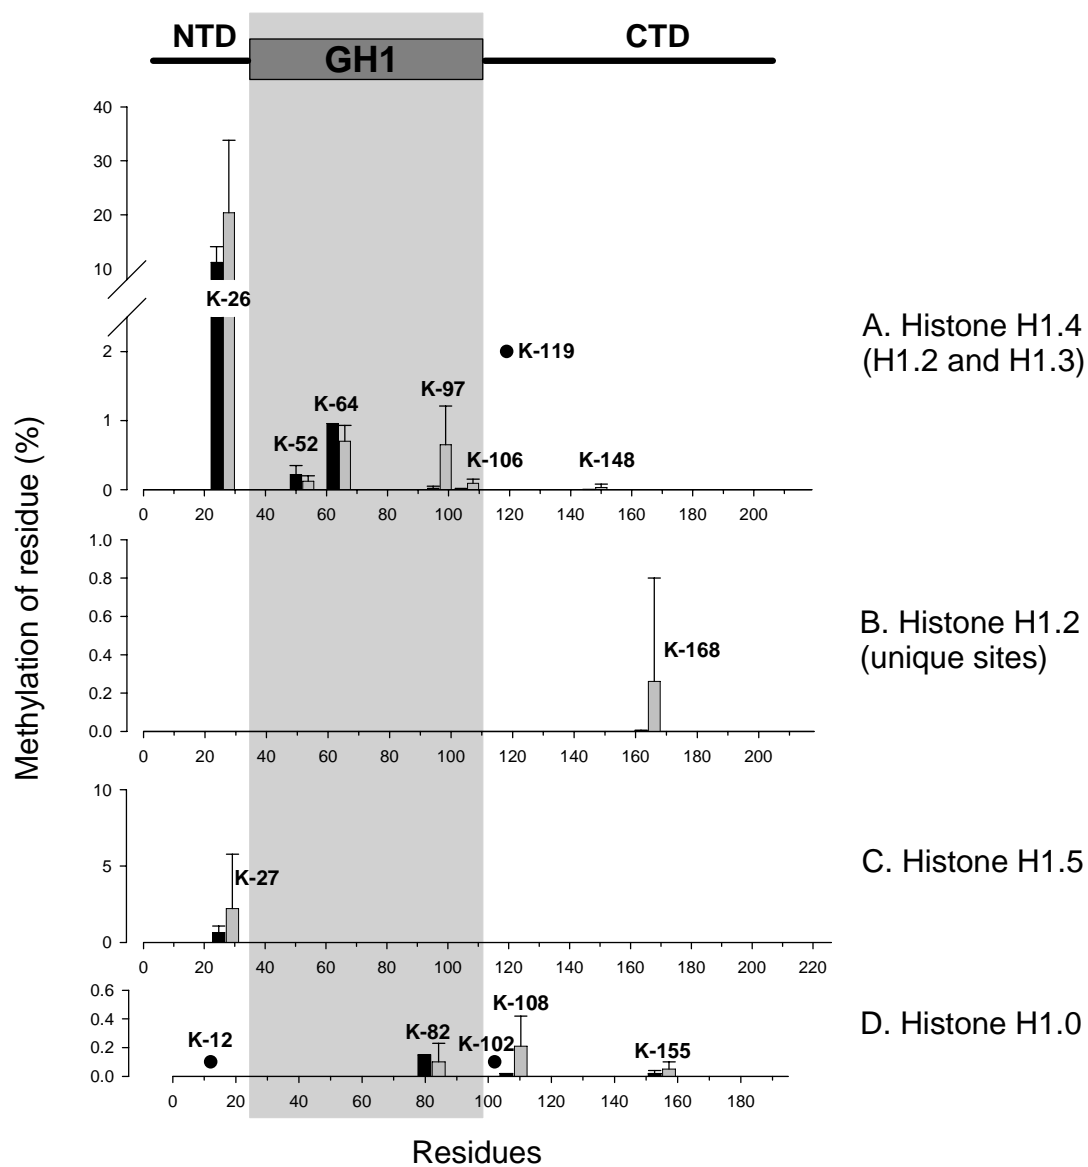 NTD
GH1
CTD
Methylation of residue (%)
40
30
20
10
2
1
0
K-26
K-52
K-64
K-97
K-106
K-119
K-148
0 20 40 60 80 100 120 140 160 180 200
A. Histone H1.4
(H1.2 and H1.3)
1.0
0.8
0.6
0.4
0.2
0.0
K-168
0 20 40 60 80 100 120 140 160 180 200
B. Histone H1.2
(unique sites)
10
5
0
K-27
0 20 40 60 80 100 120 140 160 180 200 220
C. Histone H1.5
0.6
0.4
0.2
0.0
K-12
K-82
K-102
K-108
K-155
0 20 40 60 80 100 120 140 160 180
D. Histone H1.0
Residues